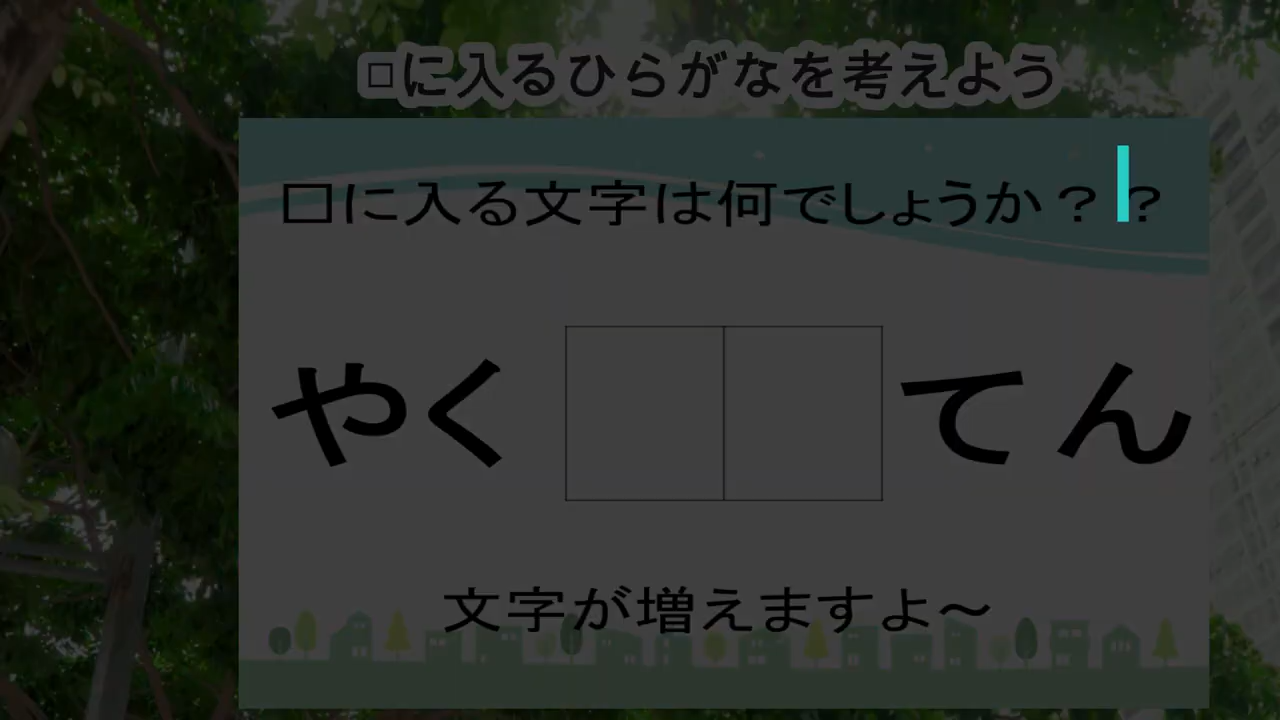 □に入るひらがなを考えよう
□に入る文字は何でしょうか？？
やく□□てん
文字が増えますよ～